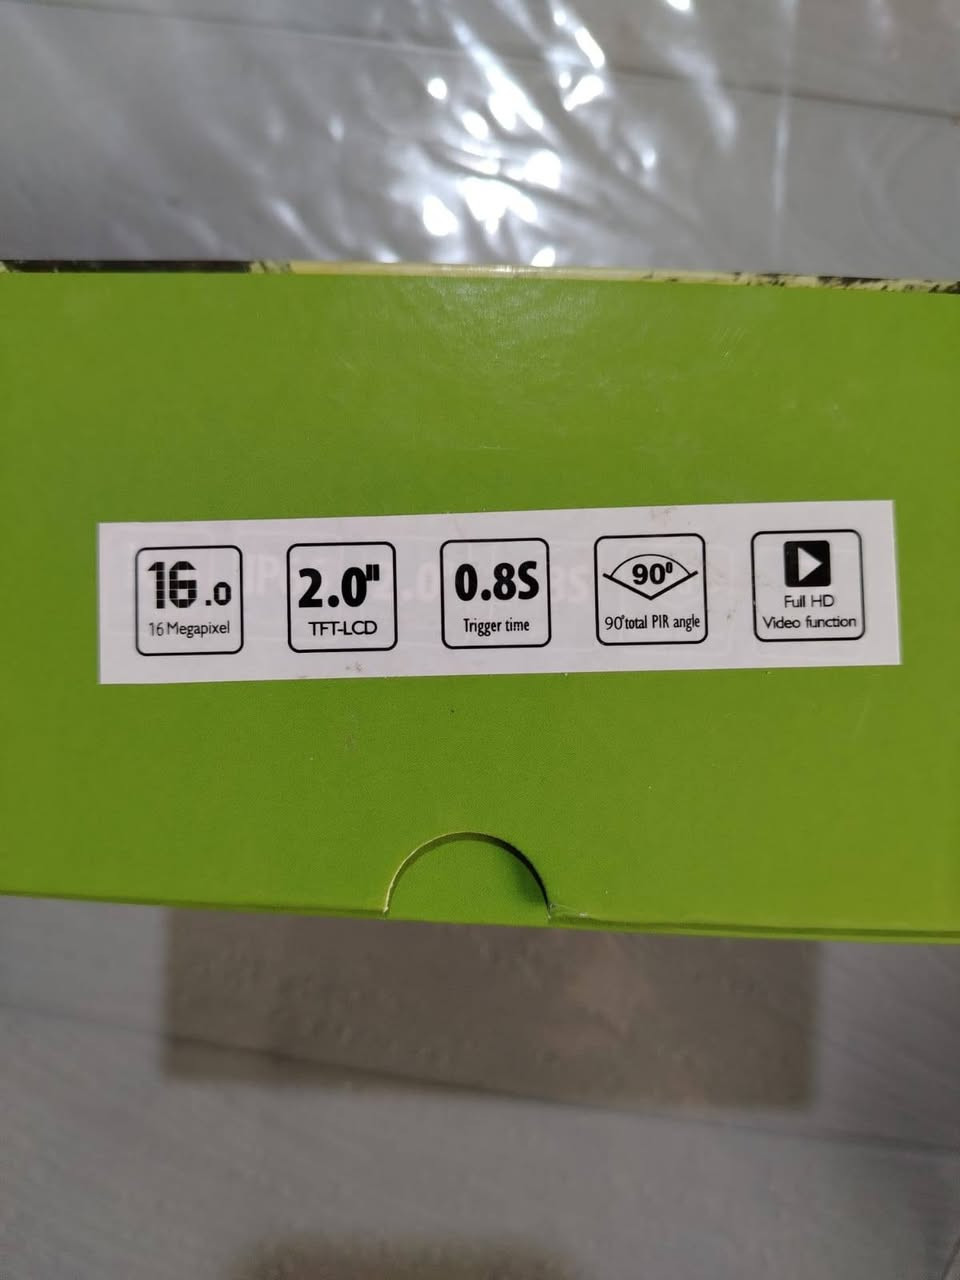 16.0
16 Megapixel
2.0"
TFT-LCD
0.8S
Trigger time
90°
90°total PIR angle
Full HD
Video function